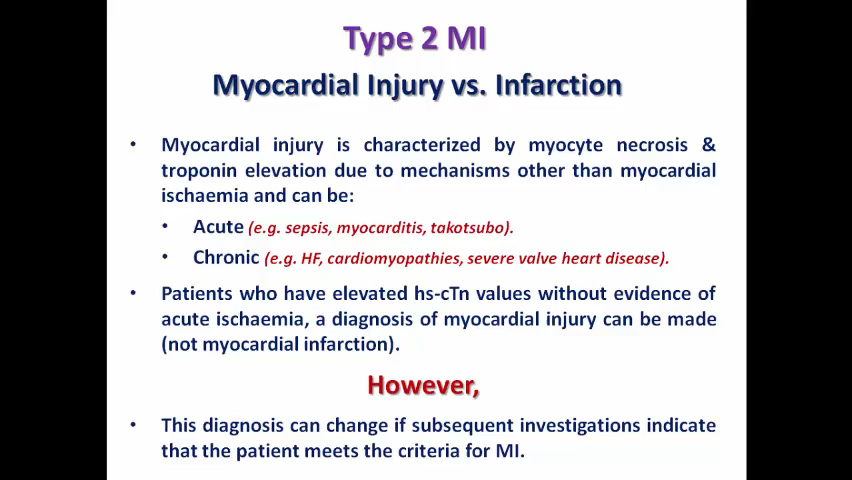 Type 2 MI
Myocardial Injury vs. Infarction
• Myocardial injury is characterized by myocyte necrosis &
troponin elevation due to mechanisms other than myocardial
ischaemia and can be:
• Acute (e.g. sepsis, myocarditis, takotsubo).
• Chronic (e.g. HF, cardiomyopathies, severe valve heart disease).
• Patients who have elevated hs-cTn values without evidence of
acute ischaemia, a diagnosis of myocardial injury can be made
(not myocardial infarction).
However,
• This diagnosis can change if subsequent investigations indicate
that the patient meets the criteria for MI.